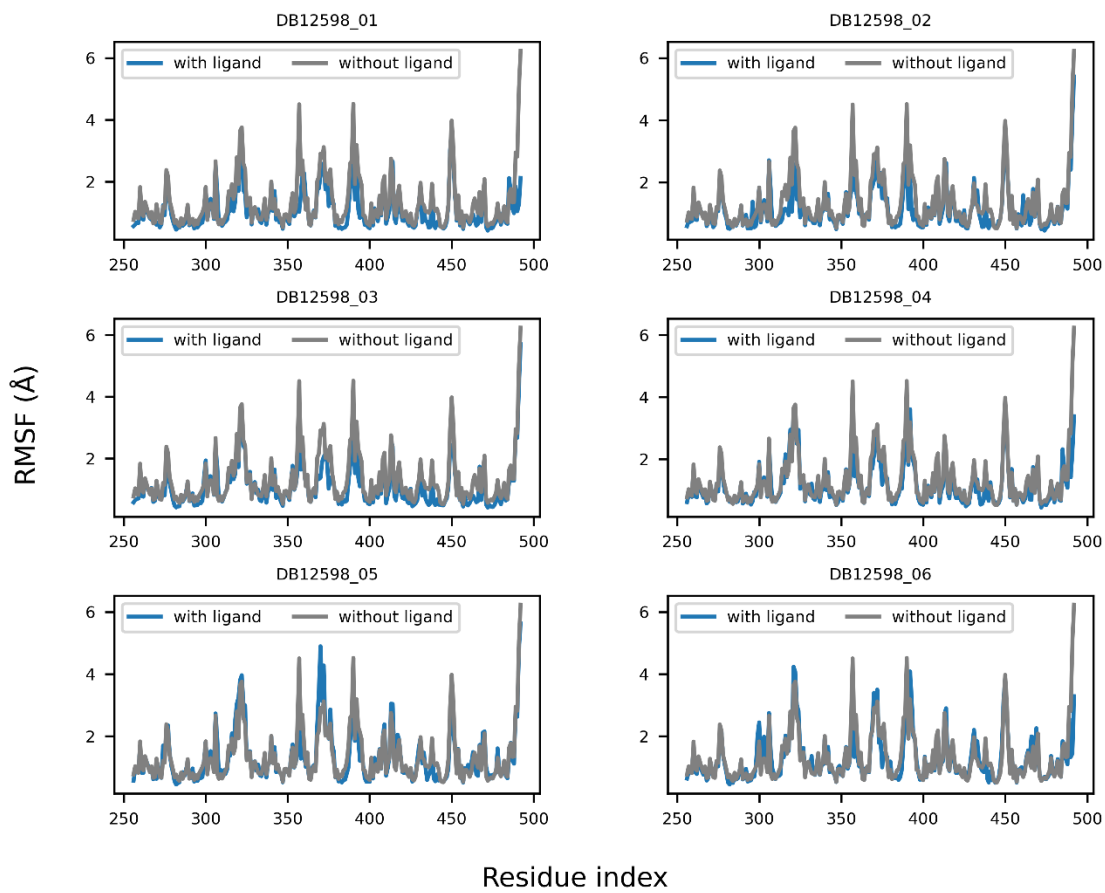 DB12598_01
DB12598_02
6
with ligand
without ligand
6
with ligand
without ligand
4
4
2
2
250
300
350
400
450
500
250
300
350
400
450
500
DB12598_03
DB12598_04
6
with ligand
without ligand
6
with ligand
without ligand
4
4
2
2
250
300
350
400
450
500
250
300
350
400
450
500
RMSF (Å)
DB12598_05
DB12598_06
6
with ligand
without ligand
6
with ligand
without ligand
4
4
2
2
250
300
350
400
450
500
250
300
350
400
450
500
Residue index